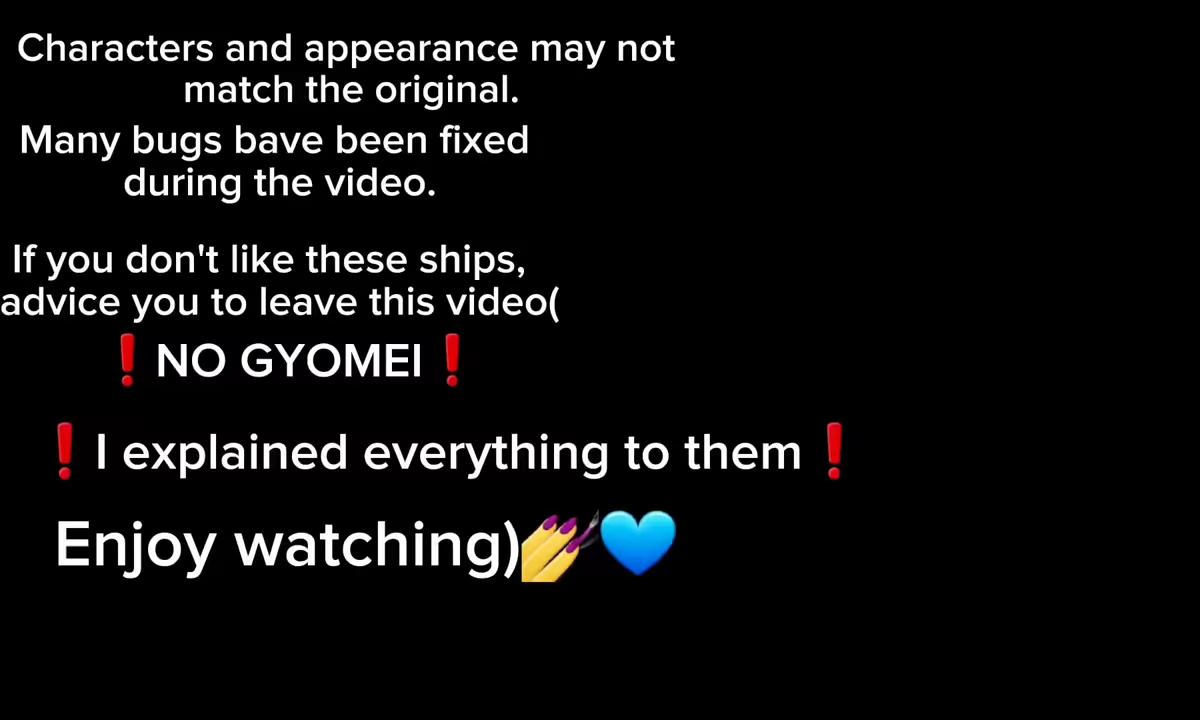 Characters and appearance may not
match the original.
Many bugs bave been fixed
during the video.
If you don't like these ships,
advice you to leave this video(
❗NO GYOMEI❗
❗I explained everything to them❗
Enjoy watching)💅💙